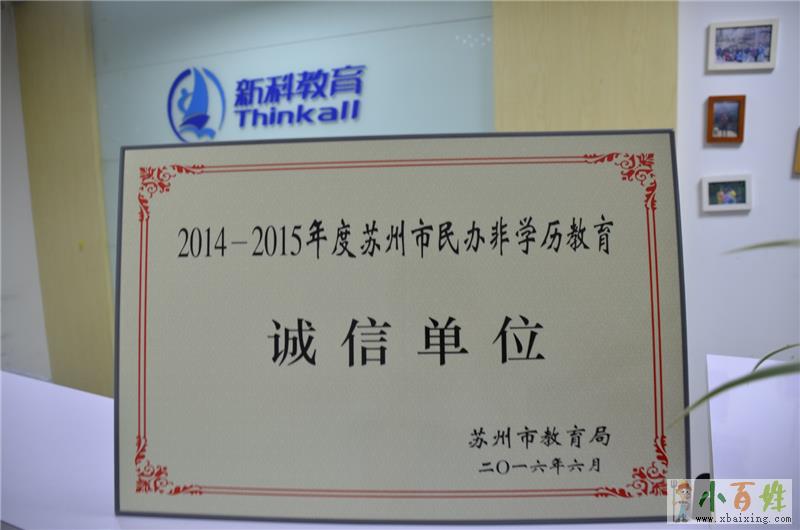 新科教育
Thinkall
2014-2015年度苏州市民办非学历教育
诚信单位
苏州市教育局
二〇一六年六月
小百姓
www.xbaixing.com